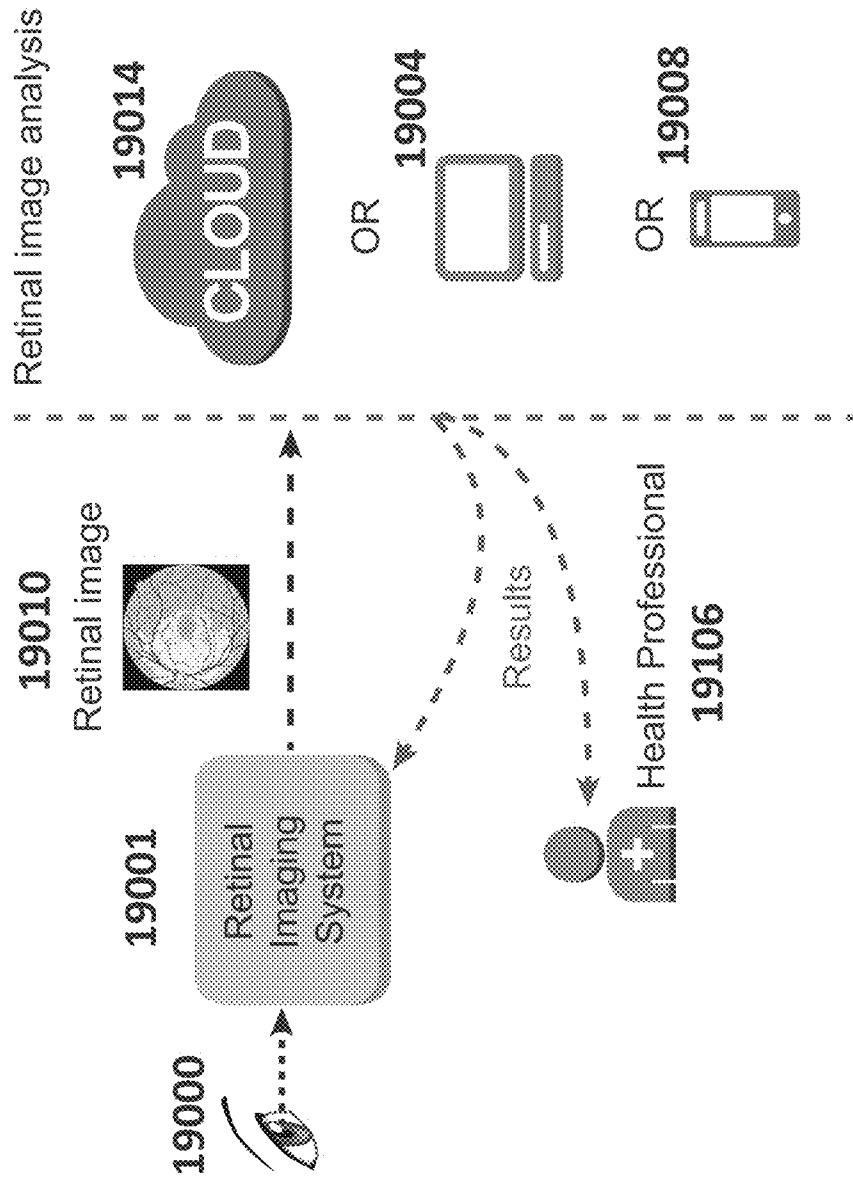 19000
19001
Retinal
Imaging
System
19010
Retinal image
Results
Health Professional
19106
Retinal image analysis
19014
CLOUD
OR
19004
OR
19008